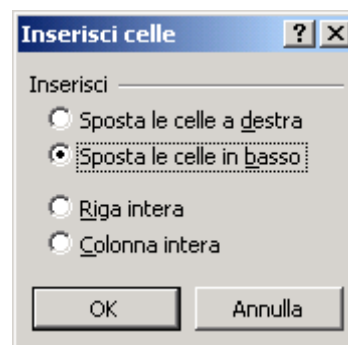 Inserisci celle
Inserisci
Sposta le celle a destra
Sposta le celle in basso
Riga intera
Colonna intera
OK
Annulla